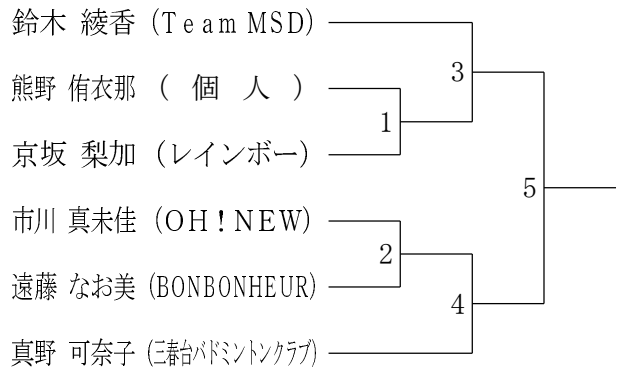 鈴木 綾香 (Team MSD)
3
熊野 侑衣那 (個人)
1
京坂 梨加 (レインボー)
5
市川 真未佳 (OH!NEW)
2
遠藤 なお美 (BONBONHEUR)
4
真野 可奈子 (三春台バドミントンクラブ)